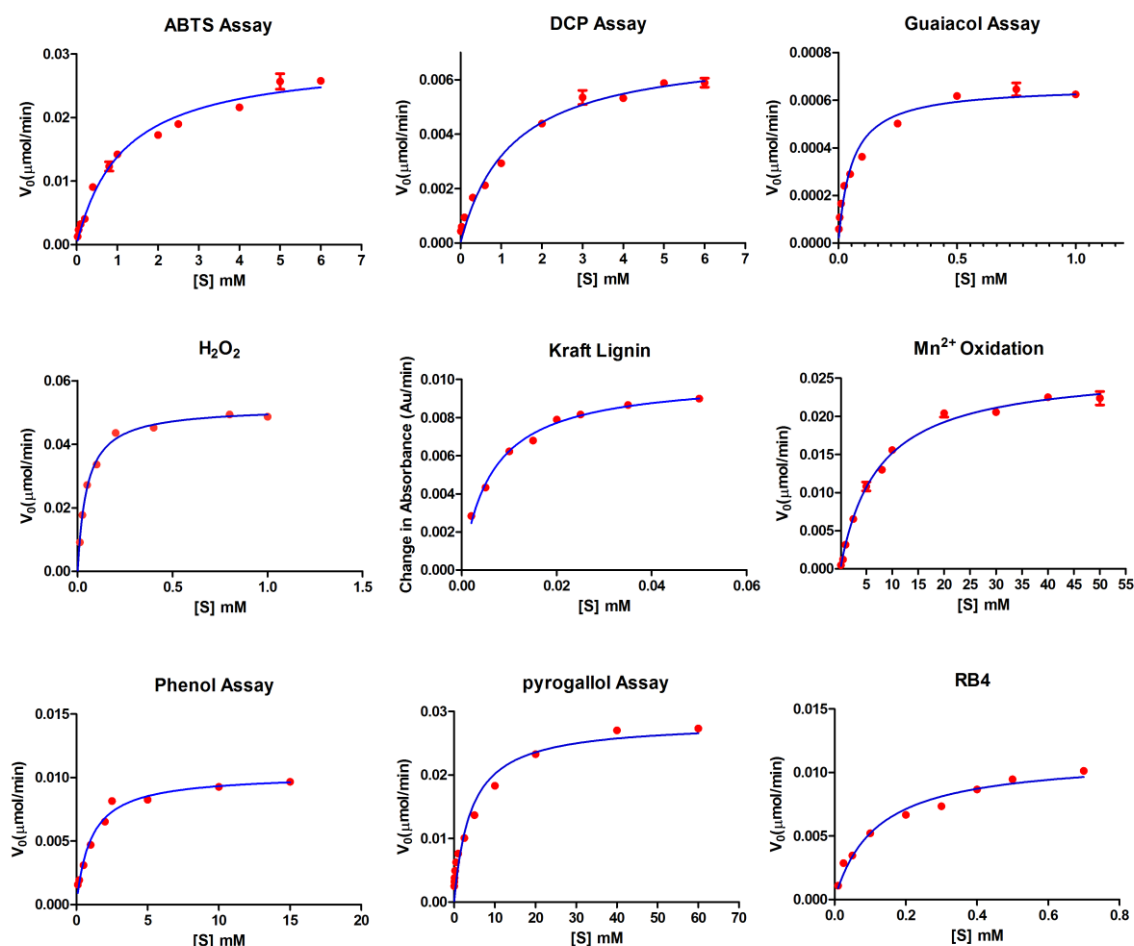 ABTS Assay
V0(μmol/min)
0.03
0.02
0.01
0.00
0 1 2 3 4 5 6 7
[S] mM
DCP Assay
V0(μmol/min)
0.006
0.004
0.002
0.000
0 1 2 3 4 5 6 7
[S] mM
Guaiacol Assay
V0(μmol/min)
0.0008
0.0006
0.0004
0.0002
0.0000
0.0 0.5 1.0
[S] mM
H2O2
V0(μmol/min)
0.06
0.04
0.02
0.00
0.0 0.5 1.0 1.5
[S] mM
Kraft Lignin
Change in Absorbance (Au/min)
0.010
0.008
0.006
0.004
0.002
0.000
0.00 0.02 0.04 0.06
[S] mM
Mn2+ Oxidation
V0(μmol/min)
0.025
0.020
0.015
0.010
0.005
0.000
5 10 15 20 25 30 35 40 45 50 55
[S] mM
Phenol Assay
V0(μmol/min)
0.015
0.010
0.005
0.000
0 5 10 15 20
[S] mM
pyrogallol Assay
V0(μmol/min)
0.03
0.02
0.01
0.00
0 10 20 30 40 50 60 70
[S] mM
RB4
V0(μmol/min)
0.015
0.010
0.005
0.000
0.0 0.2 0.4 0.6 0.8
[S] mM